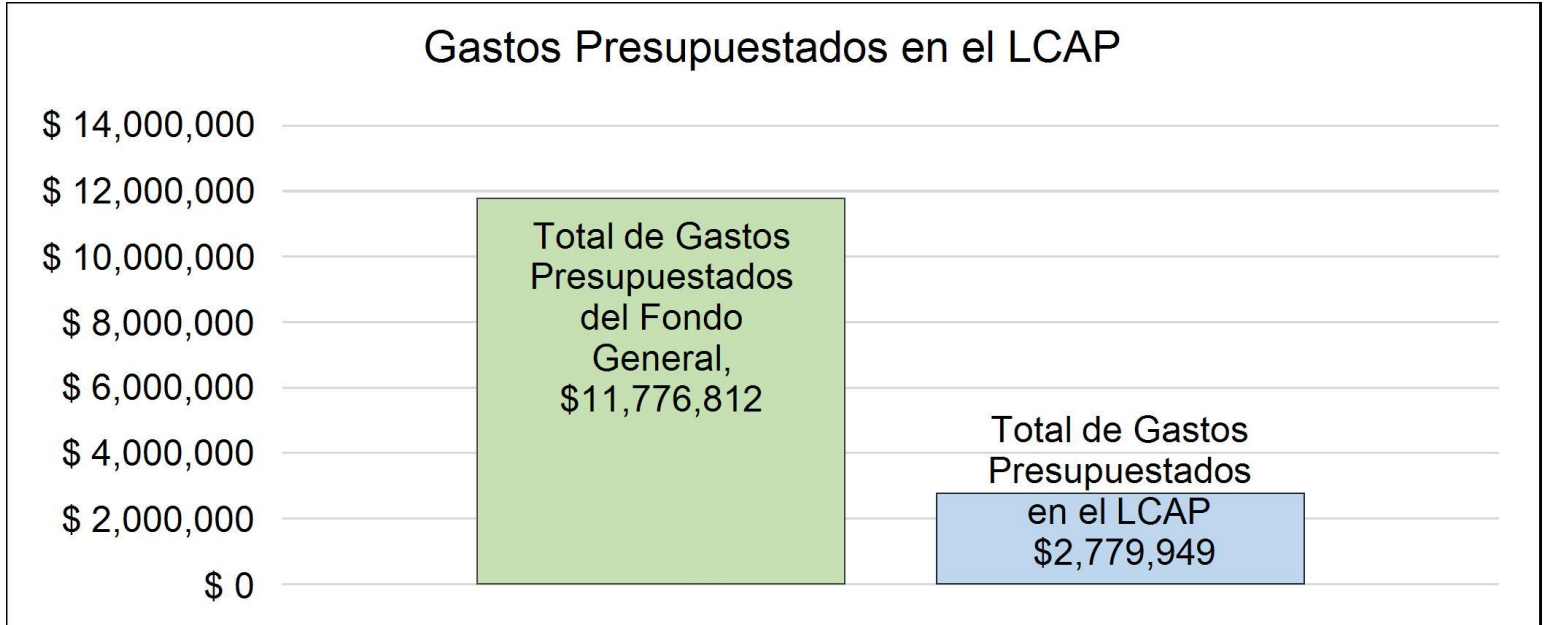 Gastos Presupuestados en el LCAP
$ 14,000,000
$ 12,000,000
$ 10,000,000
$ 8,000,000
$ 6,000,000
$ 4,000,000
$ 2,000,000
$ 0
Total de Gastos
Presupuestados
del Fondo
General,
$11,776,812
Total de Gastos
Presupuestados
en el LCAP
$2,779,949